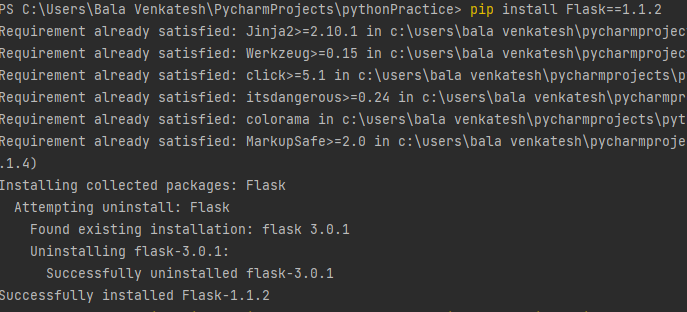 PS C:\Users\Bala Venkatesh\PycharmProjects\pythonPractice> pip install Flask==1.1.2
Requirement already satisfied: Jinja2>=2.10.1 in c:\users\bala venkatesh\pycharmprojec
Requirement already satisfied: Werkzeug>=0.15 in c:\users\bala venkatesh\pycharmproject
Requirement already satisfied: click>=5.1 in c:\users\bala venkatesh\pycharmprojects\p
Requirement already satisfied: itsdangerous>=0.24 in c:\users\bala venkatesh\pycharmpr
Requirement already satisfied: colorama in c:\users\bala venkatesh\pycharmprojects\pyt
Requirement already satisfied: MarkupSafe>=2.0 in c:\users\bala venkatesh\pycharmproje
.1.4)
Installing collected packages: Flask
Attempting uninstall: Flask
Found existing installation: flask 3.0.1
Uninstalling flask-3.0.1:
Successfully uninstalled flask-3.0.1
Successfully installed Flask-1.1.2